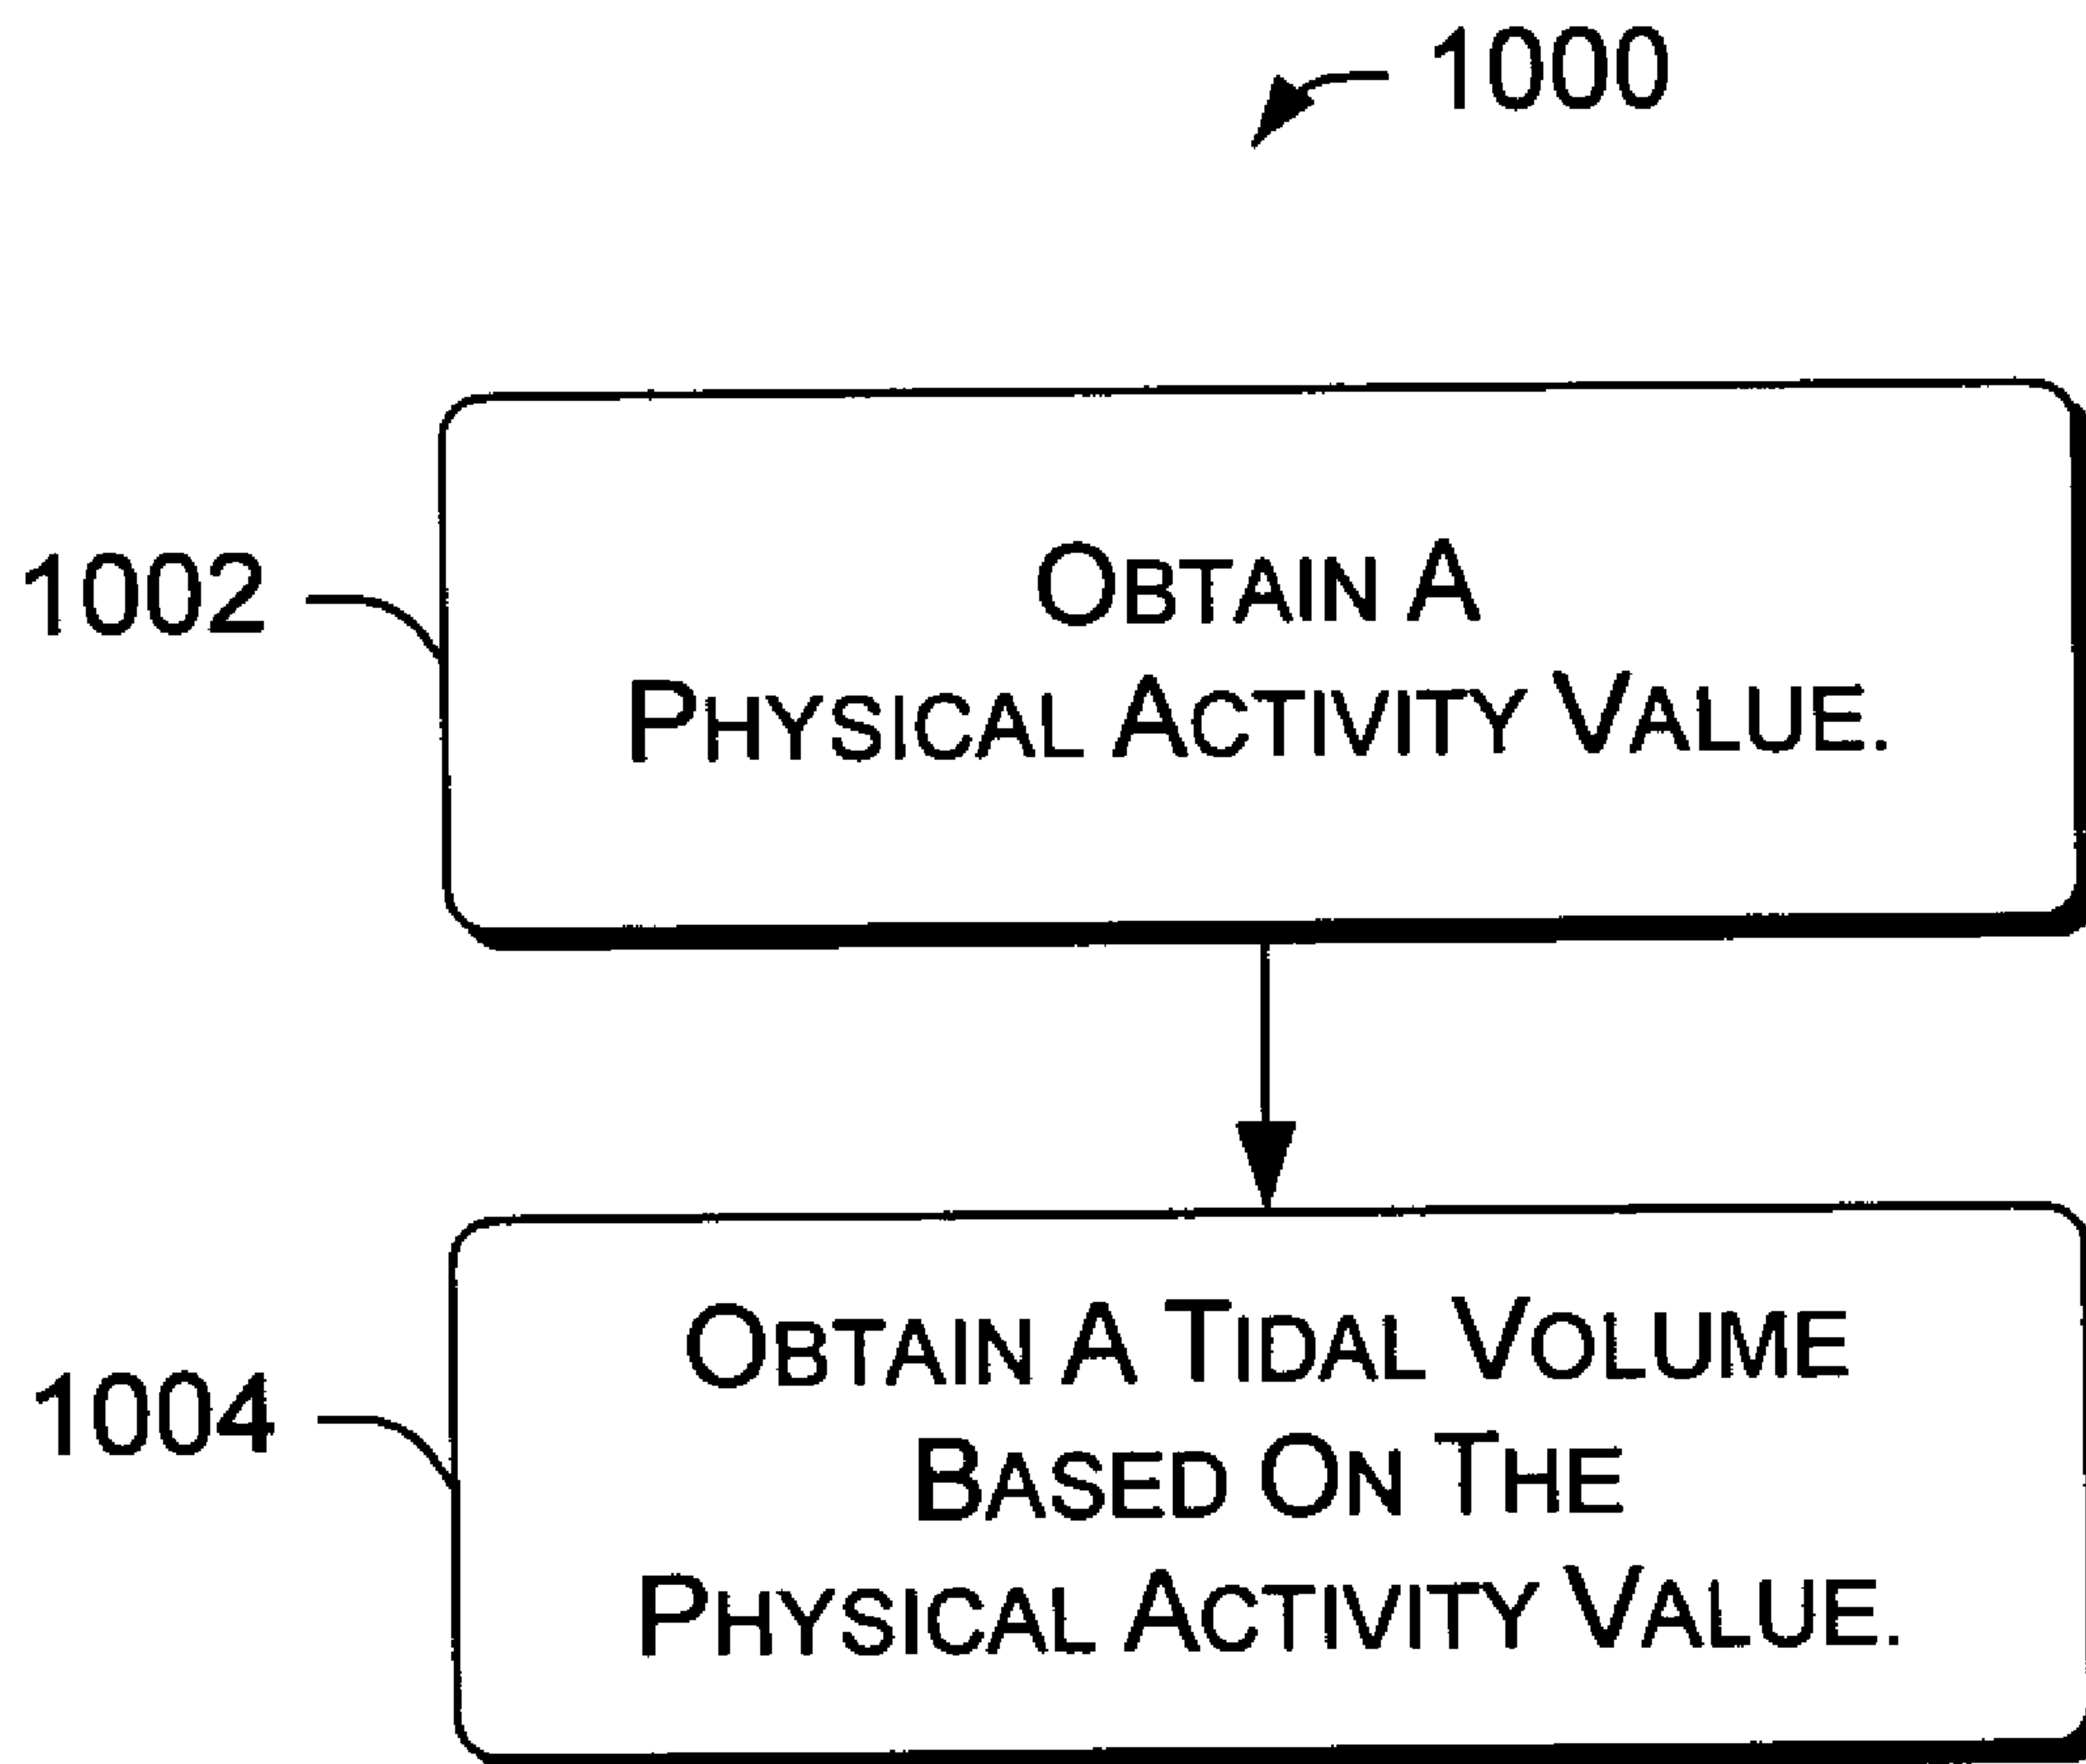 1000
1002
OBTAIN A
PHYSICAL ACTIVITY VALUE.
1004
OBTAIN A TIDAL VOLUME
BASED ON THE
PHYSICAL ACTIVITY VALUE.